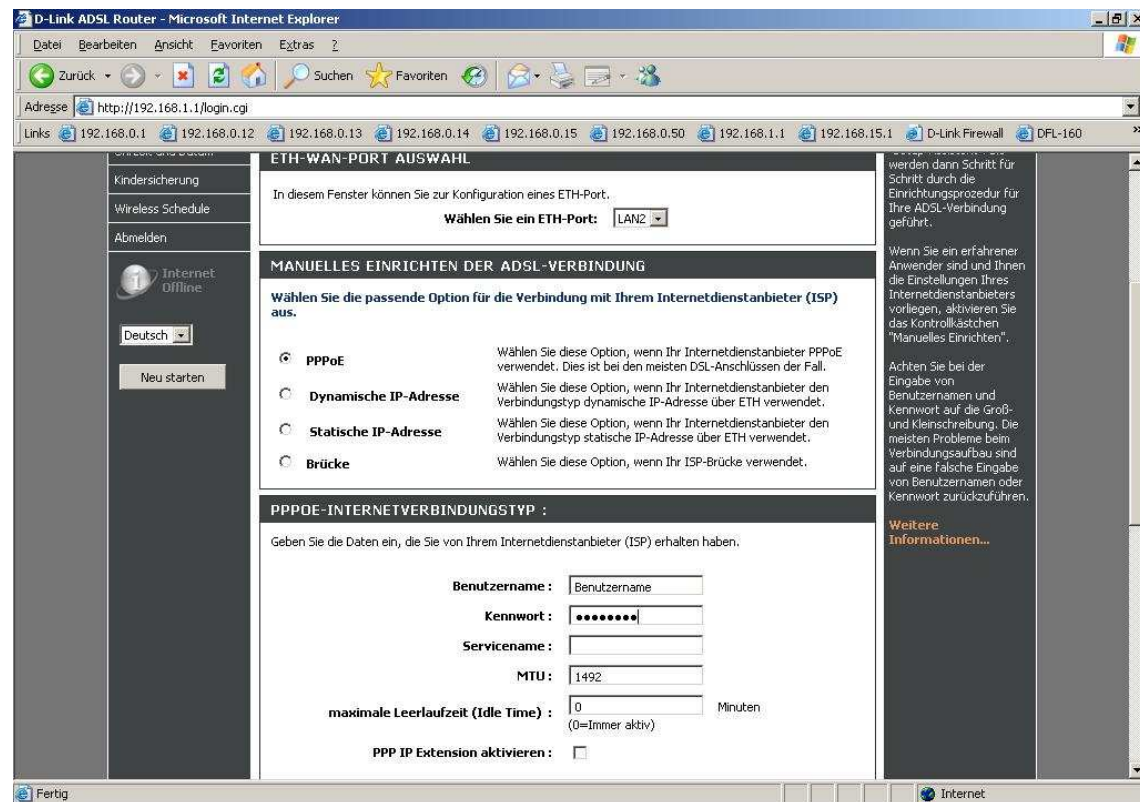 D-Link ADSL Router - Microsoft Internet Explorer
Datei Bearbeiten Ansicht Favoriten Extras ?
Zurück Suchen Favoriten
Adresse http://192.168.1.1/login.cgi
Links 192.168.0.1 192.168.0.12 192.168.0.13 192.168.0.14 192.168.0.15 192.168.0.50 192.168.1.1 192.168.15.1 D-Link Firewall DFL-160 »
Kindersicherung
Wireless Schedule
Abmelden
Internet
Offline
Deutsch
Neu starten
ETH-WAN-PORT AUSWAHL
In diesem Fenster können Sie zur Konfiguration eines ETH-Port.
Wählen Sie ein ETH-Port: LAN2
MANUELLES EINRICHTEN DER ADSL-VERBINDUNG
Wählen Sie die passende Option für die Verbindung mit Ihrem Internetdienstanbieter (ISP)
aus.
PPPoE
Wählen Sie diese Option, wenn Ihr Internetdienstanbieter PPPoE
verwendet. Dies ist bei den meisten DSL-Anschlüssen der Fall.
Dynamische IP-Adresse
Wählen Sie diese Option, wenn Ihr Internetdienstanbieter den
Verbindungstyp dynamische IP-Adresse über ETH verwendet.
Statische IP-Adresse
Wählen Sie diese Option, wenn Ihr Internetdienstanbieter den
Verbindungstyp statische IP-Adresse über ETH verwendet.
Brücke
Wählen Sie diese Option, wenn Ihr ISP-Brücke verwendet.
PPPOE-INTERNETVERBINDUNGSTYP :
Geben Sie die Daten ein, die Sie von Ihrem Internetdienstanbieter (ISP) erhalten haben.
Benutzername : Benutzername
Kennwort : ●●●●●●●●
Servicename :
MTU : 1492
maximale Leerlaufzeit (Idle Time) : 0 Minuten
(0=Immer aktiv)
PPP IP Extension aktivieren :
werden dann Schritt für
Schritt durch die
Einrichtungsprozedur für
Ihre ADSL-Verbindung
geführt.
Wenn Sie ein erfahrener
Anwender sind und Ihnen
die Einstellungen Ihres
Internetdienstanbieters
vorliegen, aktivieren Sie
das Kontrollkästchen
"Manuelles Einrichten".
Achten Sie bei der
Eingabe von
Benutzernamen und
Kennwort auf die Groß-
und Kleinschreibung. Die
meisten Probleme beim
Verbindungsaufbau sind
auf eine falsche Eingabe
von Benutzernamen oder
Kennwort zurückzuführen.
Weitere
Informationen...
Fertig
Internet